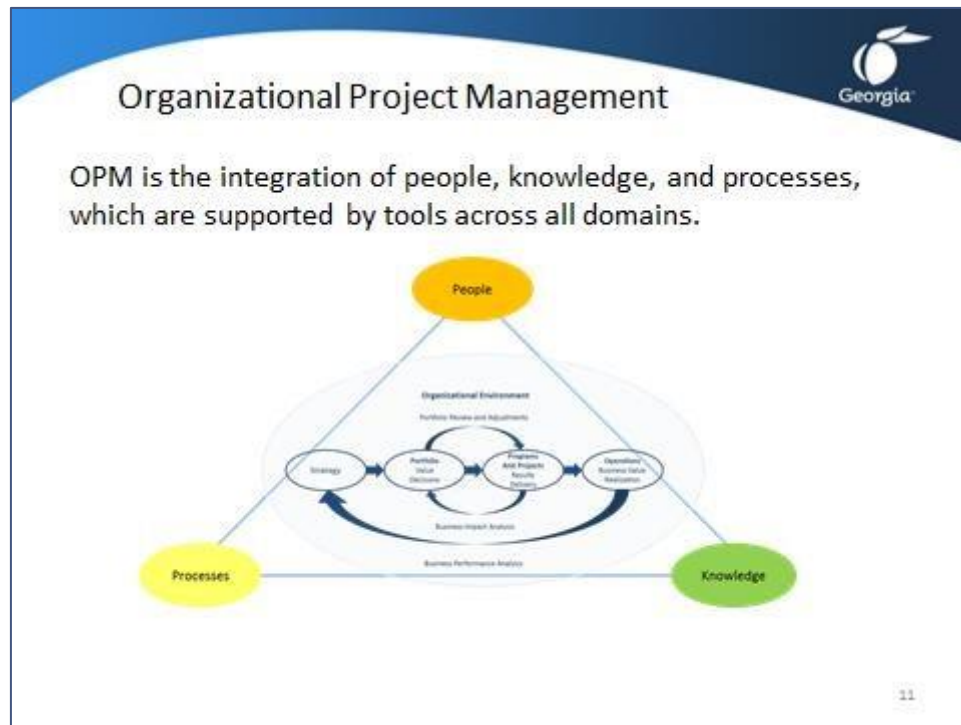 Georgia
Organizational Project Management
OPM is the integration of people, knowledge, and processes,
which are supported by tools across all domains.
People
Organizational Environment
Portfolio Review and Adjustments
Strategy
Portfolio
Value
Decisions
Programs
And Projects
Results
Delivery
Operations
Business Value
Realization
Business Impact Analysis
Business Performance Analysis
Processes
Knowledge
11